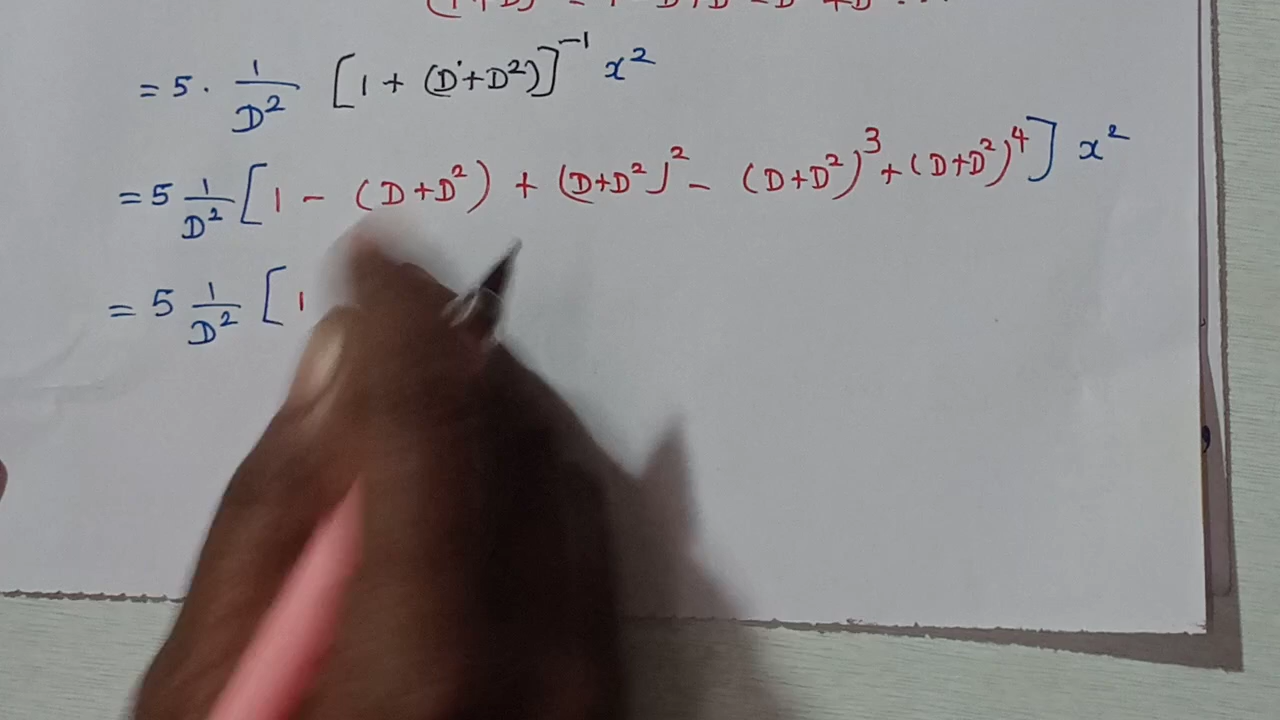 = 5 · 1/D² [1 + (D+D²)]⁻¹ x²
= 5 1/D² [1 − (D+D²) + (D+D²)² − (D+D²)³ + (D+D²)⁴] x²
= 5 1/D² [1